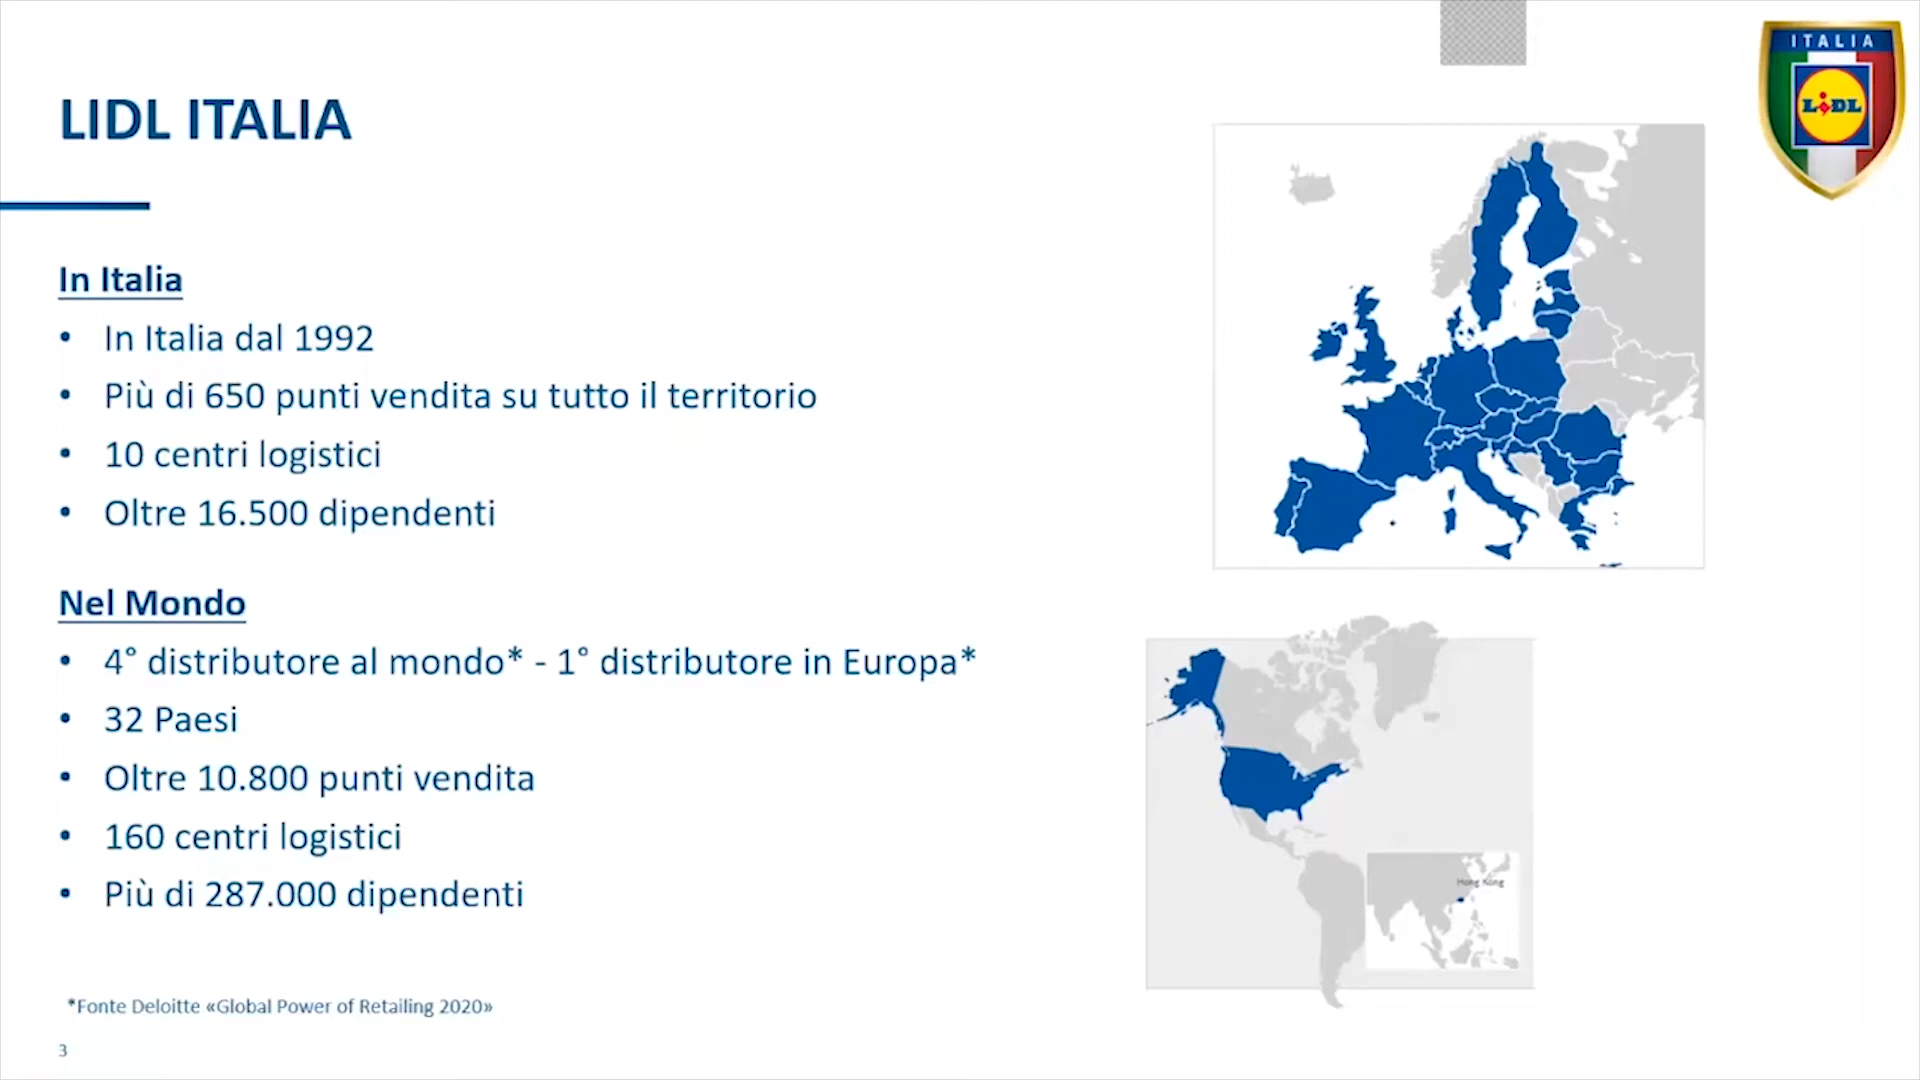 ITALIA
LIDL
LIDL ITALIA
In Italia
• In Italia dal 1992
• Più di 650 punti vendita su tutto il territorio
• 10 centri logistici
• Oltre 16.500 dipendenti
Nel Mondo
• 4° distributore al mondo* - 1° distributore in Europa*
• 32 Paesi
• Oltre 10.800 punti vendita
• 160 centri logistici
• Più di 287.000 dipendenti
Hong Kong
*Fonte Deloitte «Global Power of Retailing 2020»
3